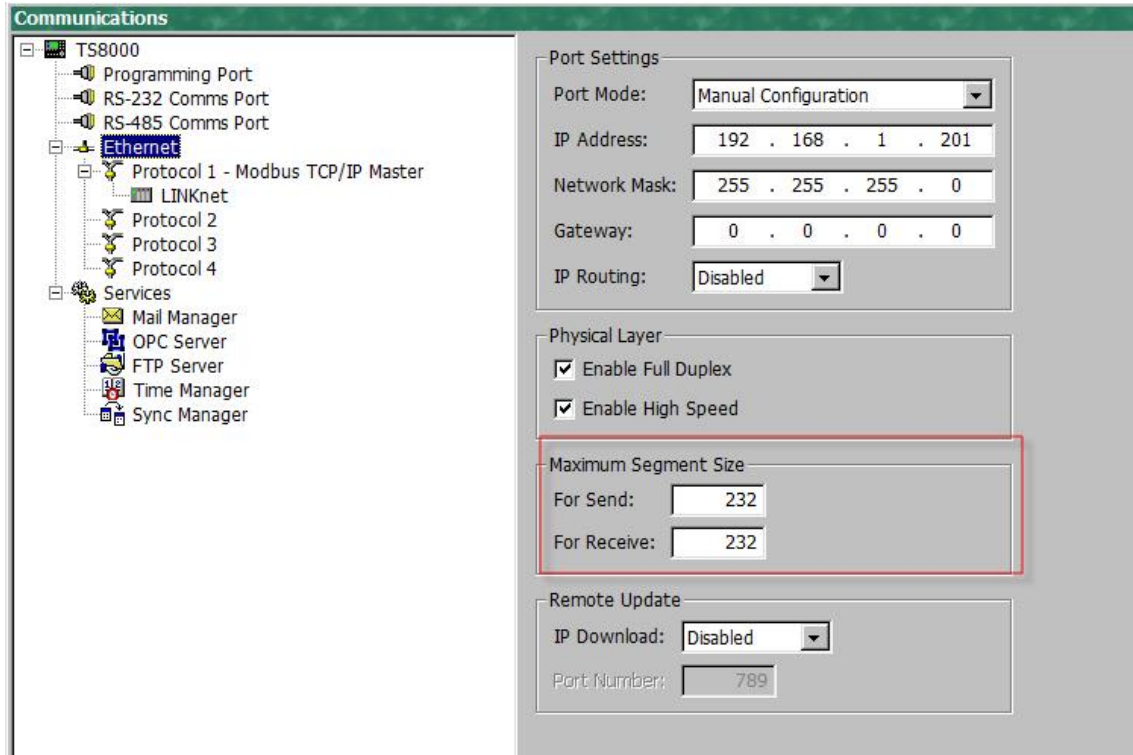 Communications
TS8000
Programming Port
RS-232 Comms Port
RS-485 Comms Port
Ethernet
Protocol 1 - Modbus TCP/IP Master
LINKnet
Protocol 2
Protocol 3
Protocol 4
Services
Mail Manager
OPC Server
FTP Server
Time Manager
Sync Manager
Port Settings
Port Mode: Manual Configuration
IP Address: 192 . 168 . 1 . 201
Network Mask: 255 . 255 . 255 . 0
Gateway: 0 . 0 . 0 . 0
IP Routing: Disabled
Physical Layer
Enable Full Duplex
Enable High Speed
Maximum Segment Size
For Send: 232
For Receive: 232
Remote Update
IP Download: Disabled
Port Number: 789